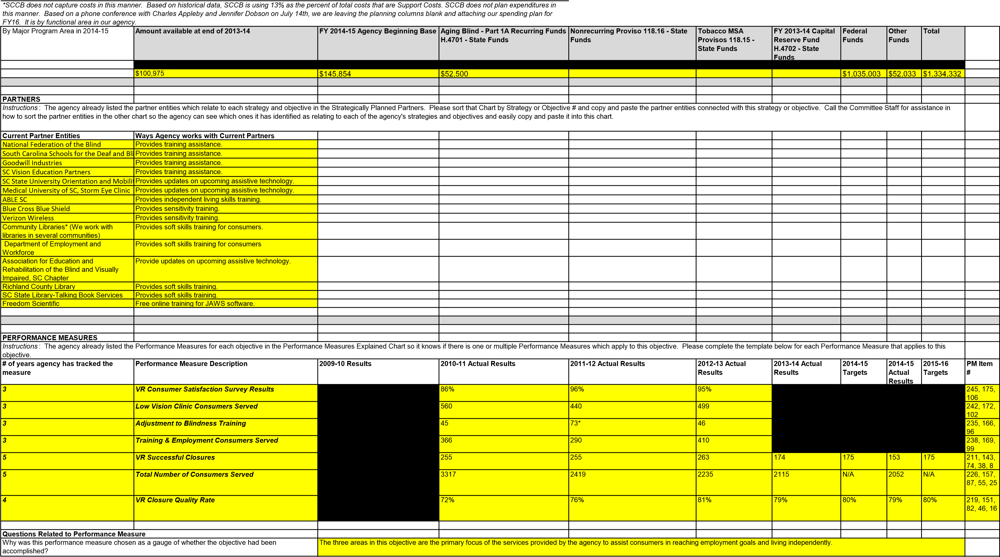 *SCCB does not capture costs in this manner.  Based on historical data, SCCB is using 13% as the percent of total costs that are Support Costs. SCCB does not plan expenditures in
this manner.  Based on a phone conference with Charles Appleby and Jennifer Dobson on July 14th, we are leaving the planning columns blank and attaching our spending plan for
FY16.  It is by functional area in our agency.
By Major Program Area in 2014-15
Amount available at end of 2013-14
FY 2014-15 Agency Beginning Base
Aging Blind - Part 1A Recurring Funds
H.4701 - State Funds
Nonrecurring Proviso 118.16 - State
Funds
Tobacco MSA
Provisos 118.15 -
State Funds
FY 2013-14 Capital
Reserve Fund
H.4702 - State
Funds
Federal
Funds
Other
Funds
Total
$100,975
$145,854
$52,500
$1,035,003
$52,033
$1,334,332
PARTNERS
Instructions:  The agency already listed the partner entities which relate to each strategy and objective in the Strategically Planned Partners.  Please sort that Chart by Strategy or Objective # and copy and paste the partner entities connected with this strategy or objective.  Call the Committee Staff for assistance in
how to sort the partner entities in the other chart so the agency can see which ones it has identified as relating to each of the agency's strategies and objectives and easily copy and paste it into this chart.
Current Partner Entities
Ways Agency works with Current Partners
National Federation of the Blind
Provides training assistance.
South Carolina Schools for the Deaf and Bli
Provides training assistance.
Goodwill Industries
Provides training assistance.
SC Vision Education Partners
Provides training assistance.
SC State University Orientation and Mobilit
Provides updates on upcoming assistive technology.
Medical University of SC, Storm Eye Clinic
Provides updates on upcoming assistive technology.
ABLE SC
Provides independent living skills training.
Blue Cross Blue Shield
Provides sensitivity training.
Verizon Wireless
Provides sensitivity training.
Community Libraries* (We work with
libraries in several communities)
Provides soft skills training for consumers.
Department of Employment and
Workforce
Provides soft skills training for consumers
Association for Education and
Rehabilitation of the Blind and Visually
Impaired, SC Chapter
Provide updates on upcoming assistive technology.
Richland County Library
Provides soft skills training.
SC State Library-Talking Book Services
Provides soft skills training.
Freedom Scientific
Free online training for JAWS software.
PERFORMANCE MEASURES
Instructions:  The agency already listed the Performance Measures for each objective in the Performance Measures Explained Chart so it knows if there is one or multiple Performance Measures which apply to this objective.  Please complete the template below for each Performance Measure that applies to this
objective.
# of years agency has tracked the
measure
Performance Measure Description
2009-10 Results
2010-11 Actual Results
2011-12 Actual Results
2012-13 Actual
Results
2013-14 Actual
Results
2014-15
Targets
2014-15
Actual
Results
2015-16
Targets
PM Item
#
3
VR Consumer Satisfaction Survey Results
86%
96%
95%
245, 175,
106
3
Low Vision Clinic Consumers Served
560
440
499
242, 172,
102
3
Adjustment to Blindness Training
45
73*
46
235, 166,
96
3
Training & Employment Consumers Served
366
290
410
238, 169,
99
5
VR Successful Closures
255
255
263
174
175
153
175
211, 143,
74, 38, 8
5
Total Number of Consumers Served
3317
2419
2235
2115
N/A
2052
N/A
226, 157,
87, 55, 25
4
VR Closure Quality Rate
72%
76%
81%
79%
80%
79%
80%
219, 151,
82, 46, 16
Questions Related to Performance Measure
Why was this performance measure chosen as a gauge of whether the objective had been
accomplished?
The three areas in this objective are the primary focus of the services provided by the agency to assist consumers in reaching employment goals and living independently.